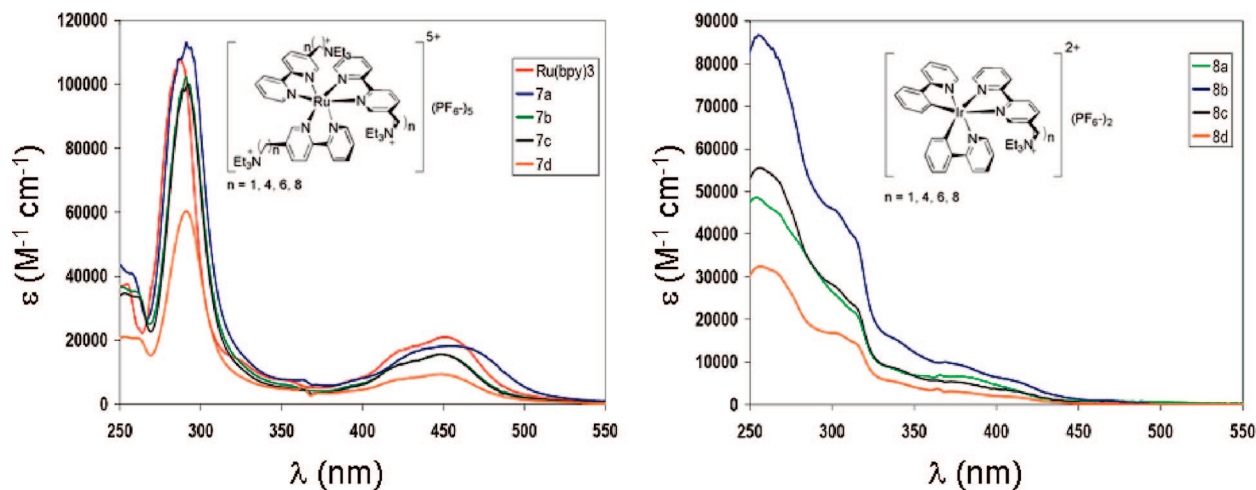 120000
100000
80000
60000
40000
20000
0
250 300 350 400 450 500 550
ε (M-1 cm-1)
λ (nm)
5+
n( )
+
NEt3
N
N
N
N
Ru
N
N
(PF6-)5
)n
Et3N
+
Et3N
+
( )n
n = 1, 4, 6, 8
Ru(bpy)3
7a
7b
7c
7d
90000
80000
70000
60000
50000
40000
30000
20000
10000
0
250 300 350 400 450 500 550
ε (M-1 cm-1)
λ (nm)
2+
N
N
N
Ir
N
(PF6-)2
)n
Et3N
+
n = 1, 4, 6, 8
8a
8b
8c
8d